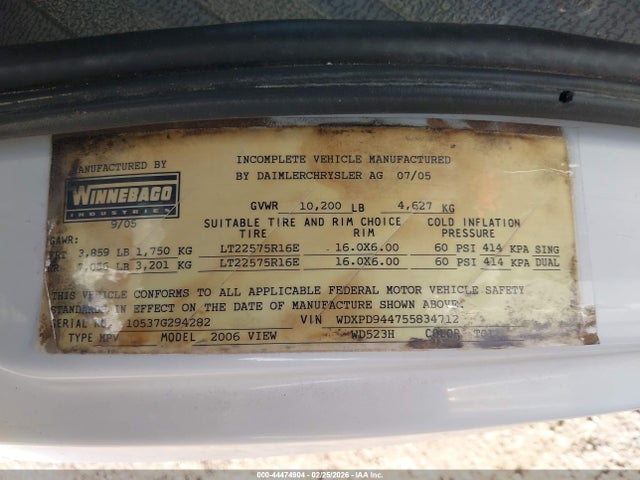 MANUFACTURED BY
WINNEBAGO
INDUSTRIES
9/05
INCOMPLETE VEHICLE MANUFACTURED
BY DAIMLERCHRYSLER AG 07/05
GVWR 10,200 LB 4,627 KG
SUITABLE TIRE AND RIM CHOICE COLD INFLATION
GAWR: TIRE RIM PRESSURE
FRT 3,859 LB 1,750 KG LT22575R16E 16.0X6.00 60 PSI 414 KPA SING
LB 3,201 KG LT22575R16E 16.0X6.00 60 PSI 414 KPA DUAL
THIS VEHICLE CONFORMS TO ALL APPLICABLE FEDERAL MOTOR VEHICLE SAFETY
STANDARDS IN EFFECT ON THE DATE OF MANUFACTURE SHOWN ABOVE.
SERIAL NO. 10537G294282 VIN WDXPD944755834712
TYPE MPV MODEL 2006 VIEW WD523H COLOR
000-44474904 - 02/25/2026 - IAA Inc.